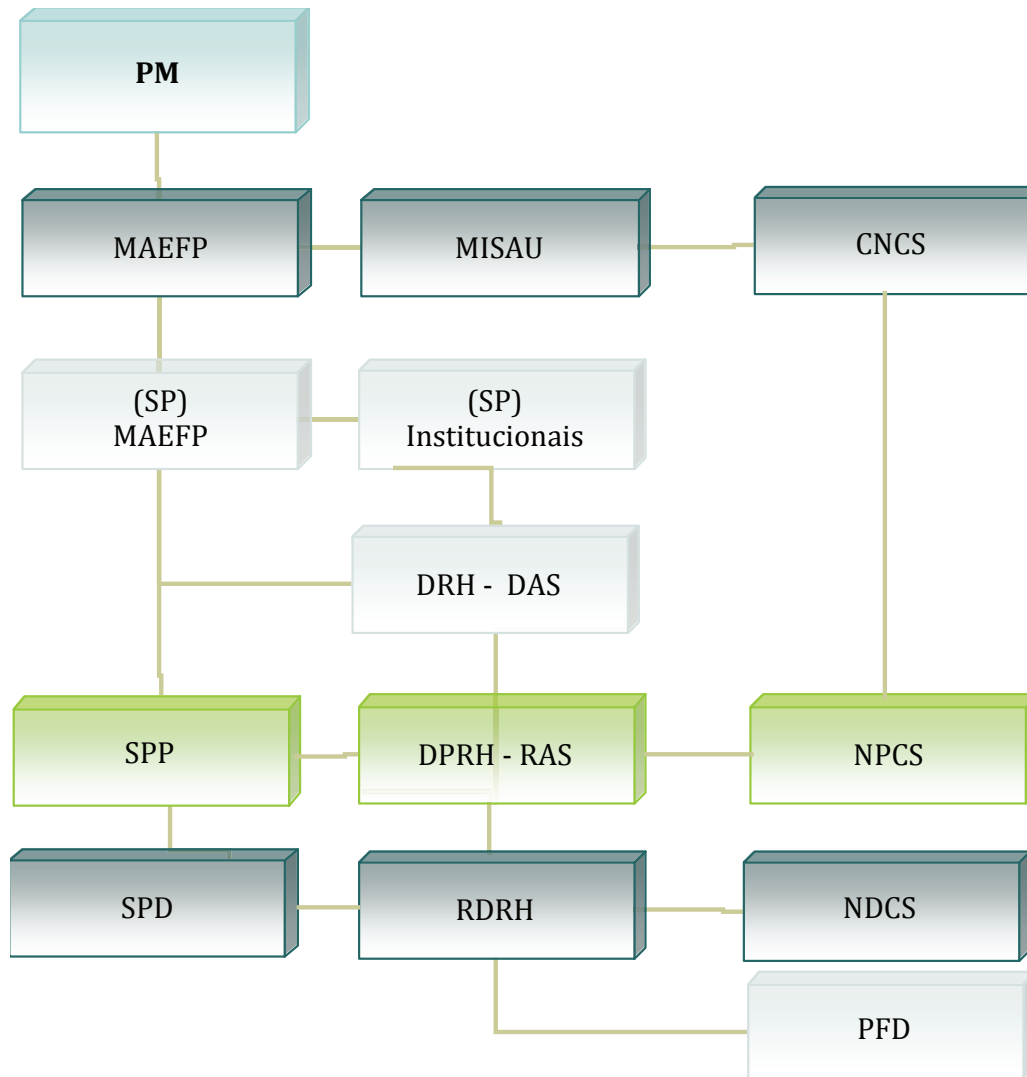 PM
MAEFP
MISAU
CNCS
(SP)
MAEFP
(SP)
Institucionais
DRH - DAS
SPP
DPRH - RAS
NPCS
SPD
RDRH
NDCS
PFD